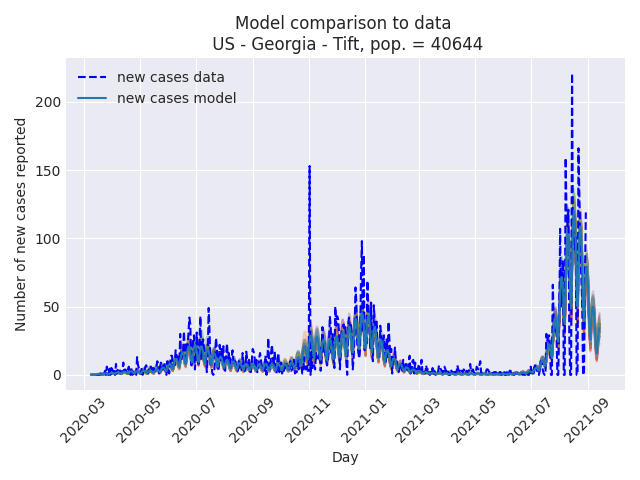 Model comparison to data
US - Georgia - Tift, pop. = 40644
new cases data
new cases model
Number of new cases reported
200
150
100
50
0
2020-03
2020-05
2020-07
2020-09
2020-11
2021-01
2021-03
2021-05
2021-07
2021-09
Day